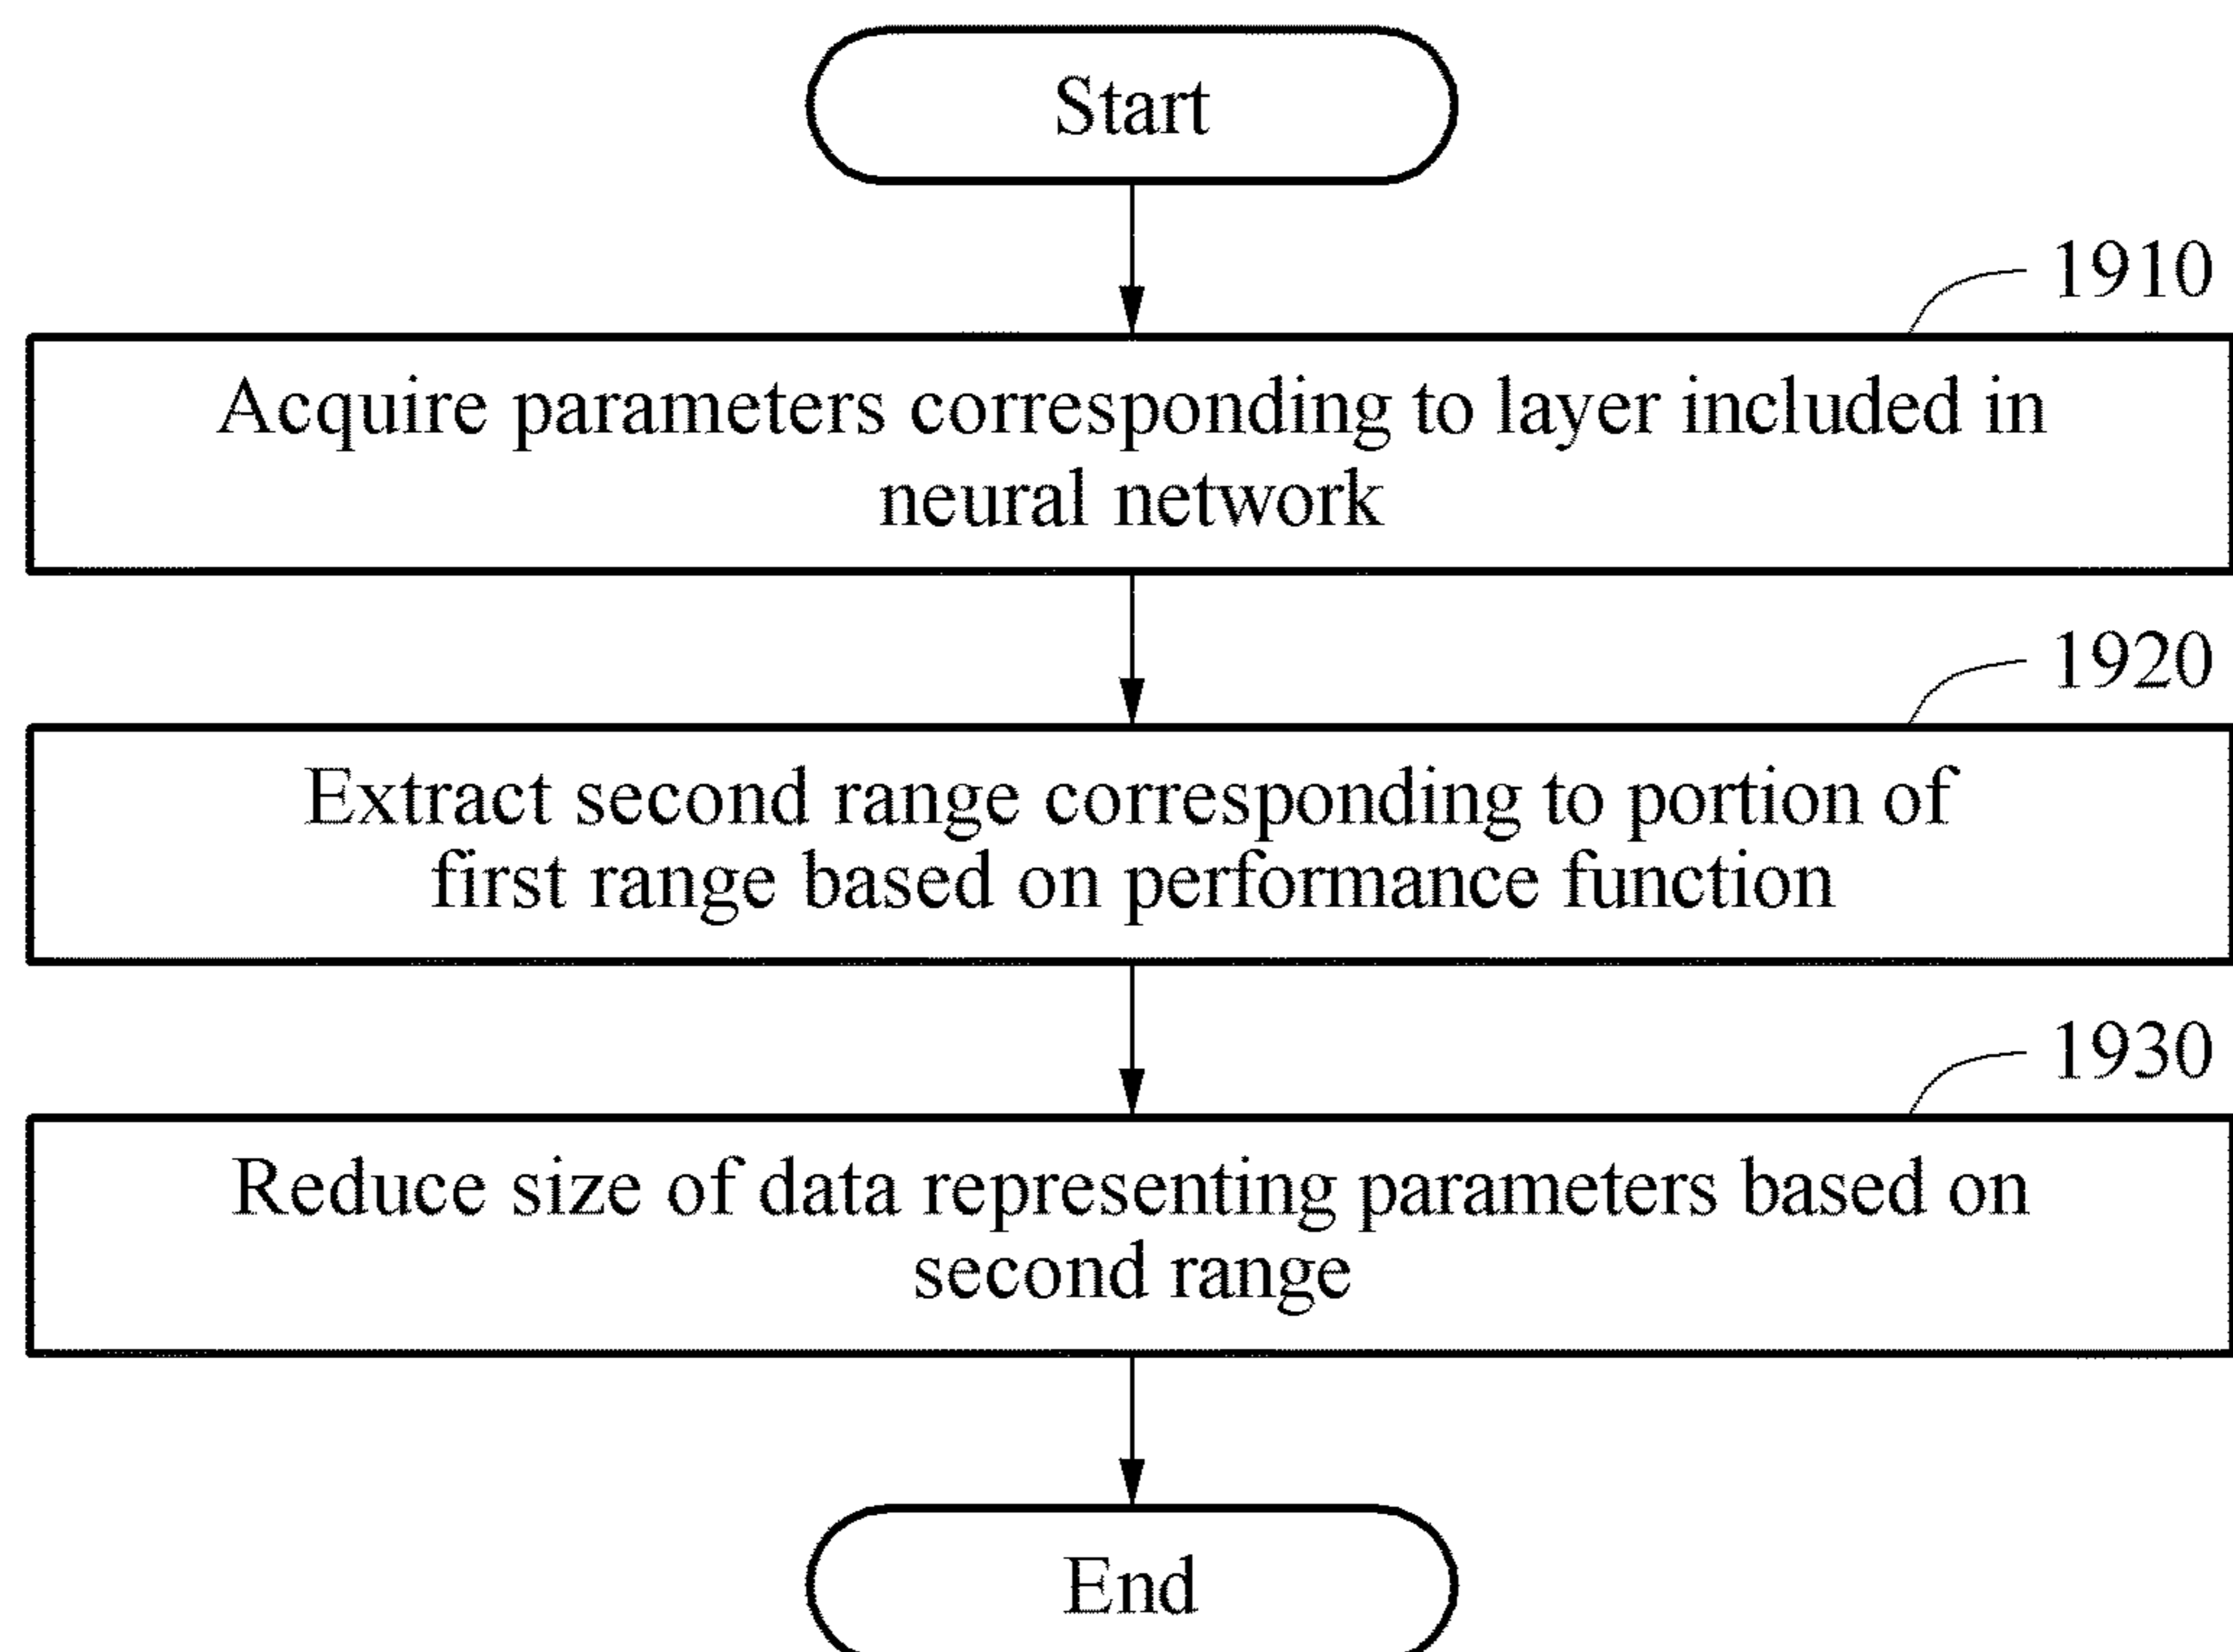 Start
1910
Acquire parameters corresponding to layer included in
neural network
1920
Extract second range corresponding to portion of
first range based on performance function
1930
Reduce size of data representing parameters based on
second range
End